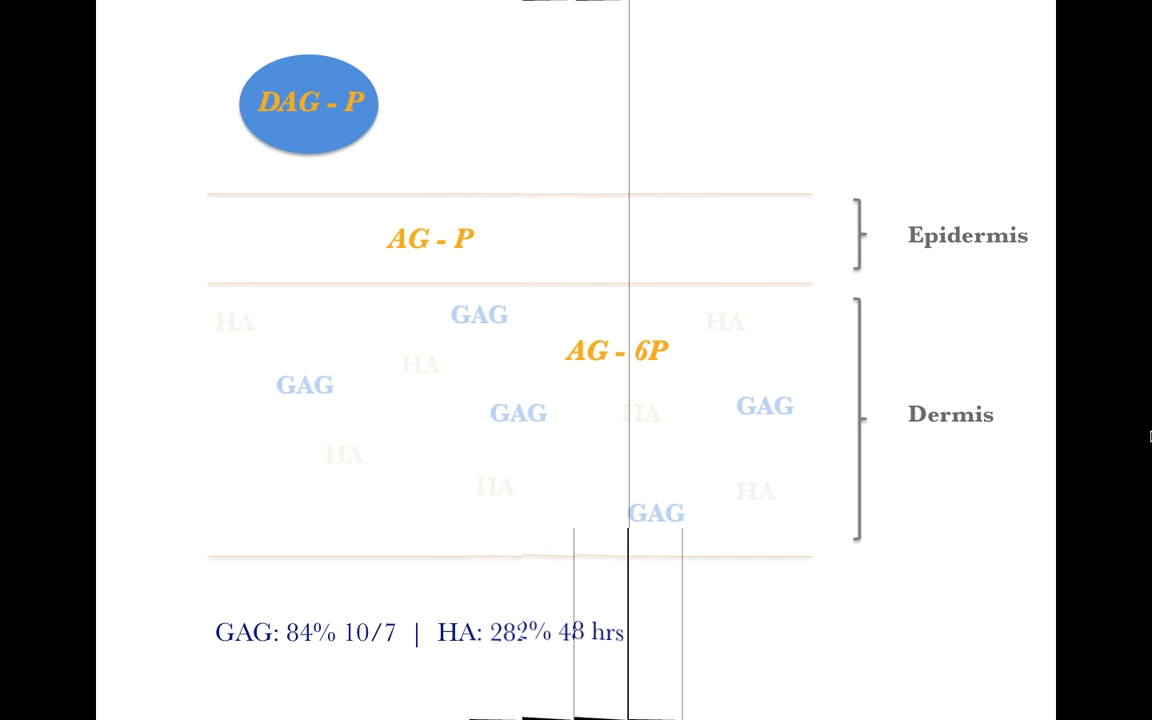 DAG - P
AG - P
Epidermis
HA
GAG
HA
AG - 6P
HA
GAG
GAG
HA
GAG
Dermis
HA
HA
HA
GAG
GAG: 84% 10/7 | HA: 282% 48 hrs